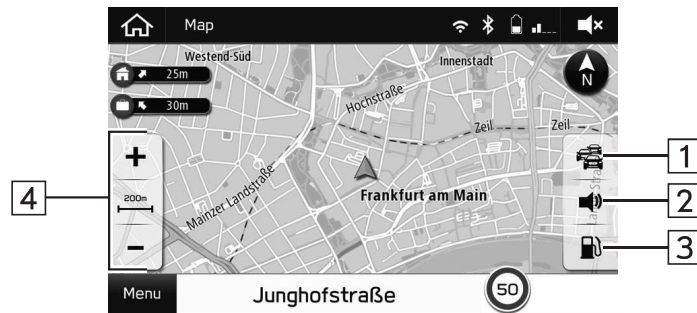 Map
Westend-Süd
Innenstadt
25m
N
30m
Hochstraße
Zeil
Zeil
1
200m
4
2
Mainzer Landstraße
Frankfurt am Main
3
Menu
Junghofstraße
50